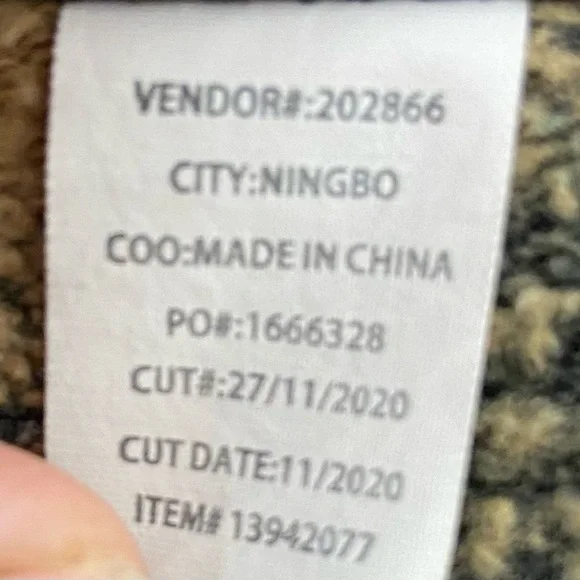 VENDOR#:202866
CITY:NINGBO
COO:MADE IN CHINA
PO#:1666328
CUT#:27/11/2020
CUT DATE:11/2020
ITEM# 13942077